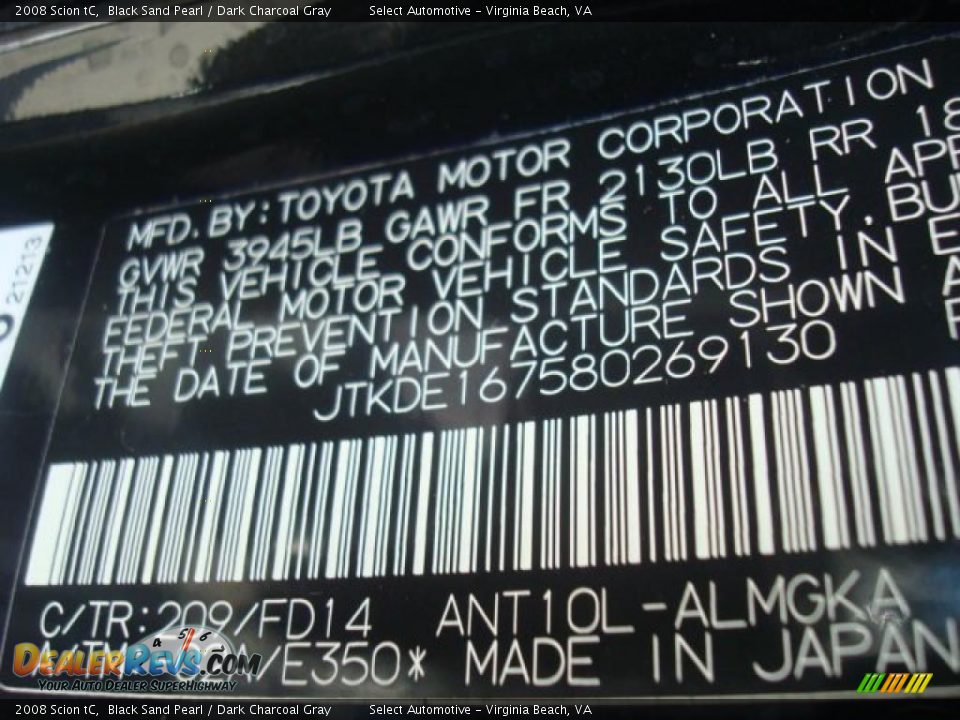 2008 Scion tC, Black Sand Pearl / Dark Charcoal Gray Select Automotive - Virginia Beach, VA
MFD. BY: TOYOTA MOTOR CORPORATION
GVWR 3945LB GAWR FR 2130LB RR 18
THIS VEHICLE CONFORMS TO ALL APP
FEDERAL MOTOR VEHICLE SAFETY, BU
THEFT PREVENTION STANDARDS IN E
THE DATE OF MANUFACTURE SHOWN A
JTKDE167580269130
21213
C/TR:209/FD14 ANT10L-ALMGKA
/E350* MADE IN JAPAN
DEALERREVS.COM
YOUR AUTO DEALER SUPERHIGHWAY
4 5 6
2008 Scion tC, Black Sand Pearl / Dark Charcoal Gray Select Automotive - Virginia Beach, VA